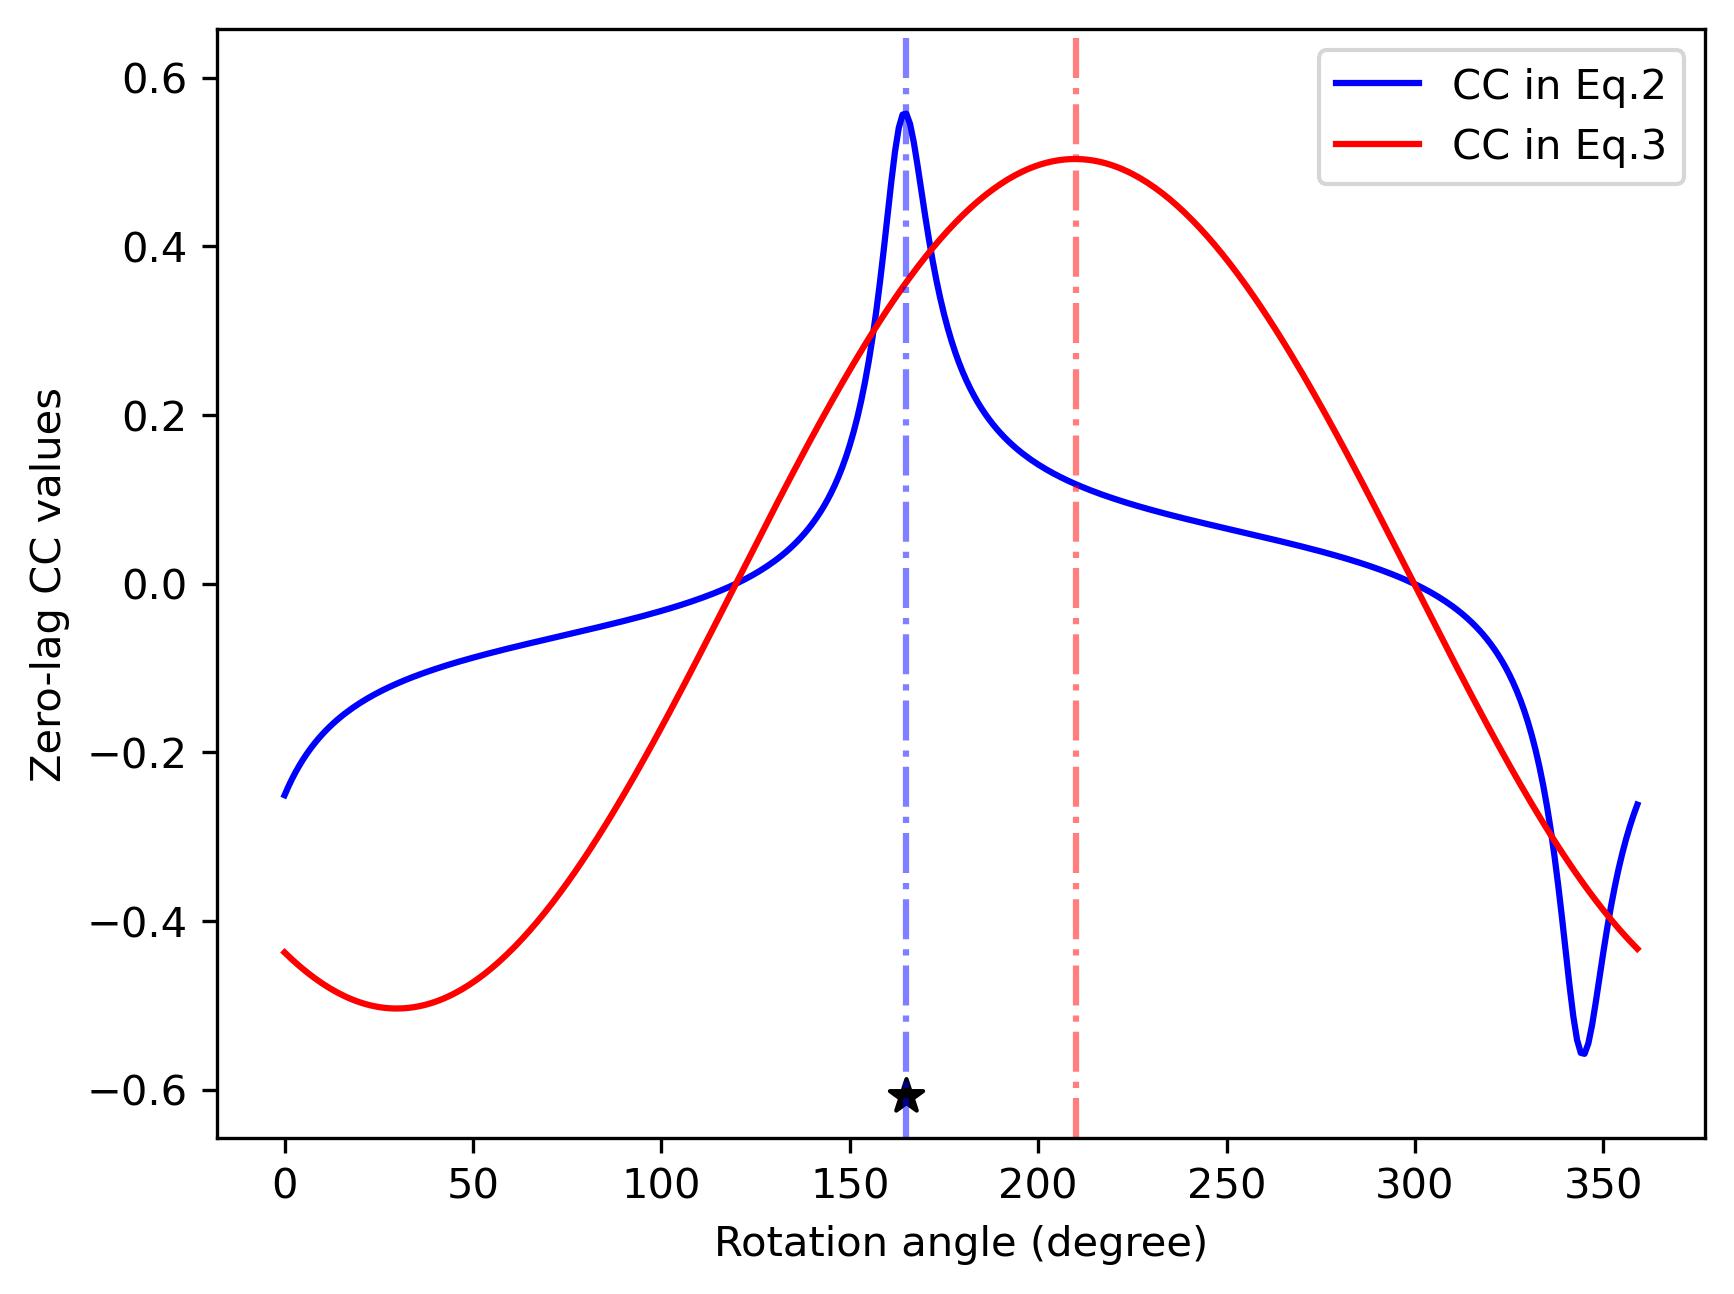 CC in Eq.2
CC in Eq.3
Zero-lag CC values
0.6
0.4
0.2
0.0
−0.2
−0.4
−0.6
0 50 100 150 200 250 300 350
Rotation angle (degree)